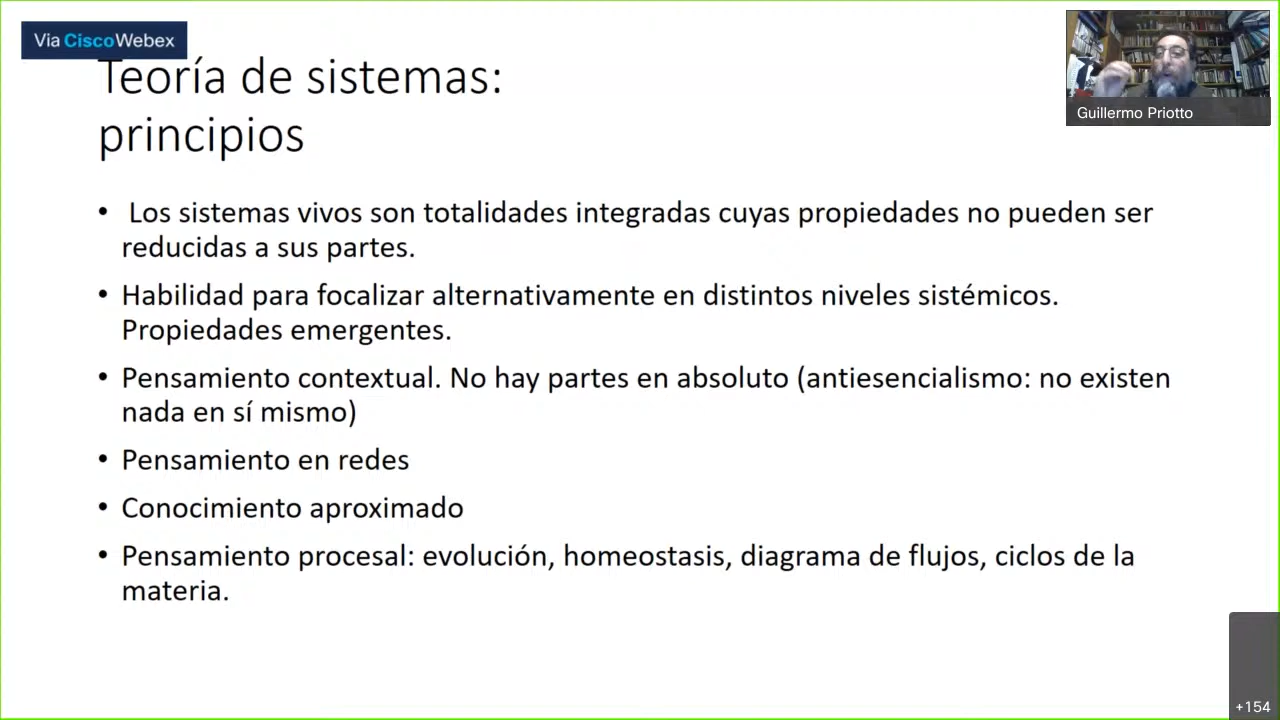 Vía CiscoWebex
Teoría de sistemas:
principios
Guillermo Priotto
• Los sistemas vivos son totalidades integradas cuyas propiedades no pueden ser
reducidas a sus partes.
• Habilidad para focalizar alternativamente en distintos niveles sistémicos.
Propiedades emergentes.
• Pensamiento contextual. No hay partes en absoluto (antiesencialismo: no existen
nada en sí mismo)
• Pensamiento en redes
• Conocimiento aproximado
• Pensamiento procesal: evolución, homeostasis, diagrama de flujos, ciclos de la
materia.
+154